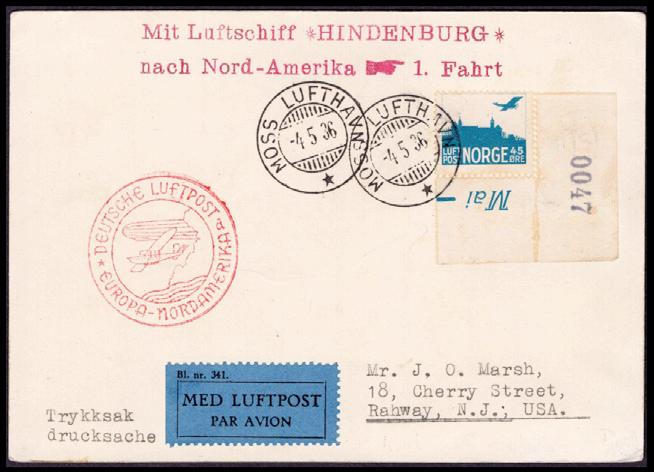 Mit Luftschiff *HINDENBURG*
nach Nord-Amerika ☛ 1. Fahrt
MOSS LUFTHAVN
-4 5 36
MOSS LUFTHAVN
-4 5 36
LUFT
POST
NORGE
45
ØRE
Mai-
0047
DEUTSCHE LUFTPOST
* EUROPA-NORDAMERIKA *
Bl. nr. 341.
MED LUFTPOST
PAR AVION
Trykksak
drucksache
Mr. J. O. Marsh,
18, Cherry Street,
Rahway, N.J., USA.